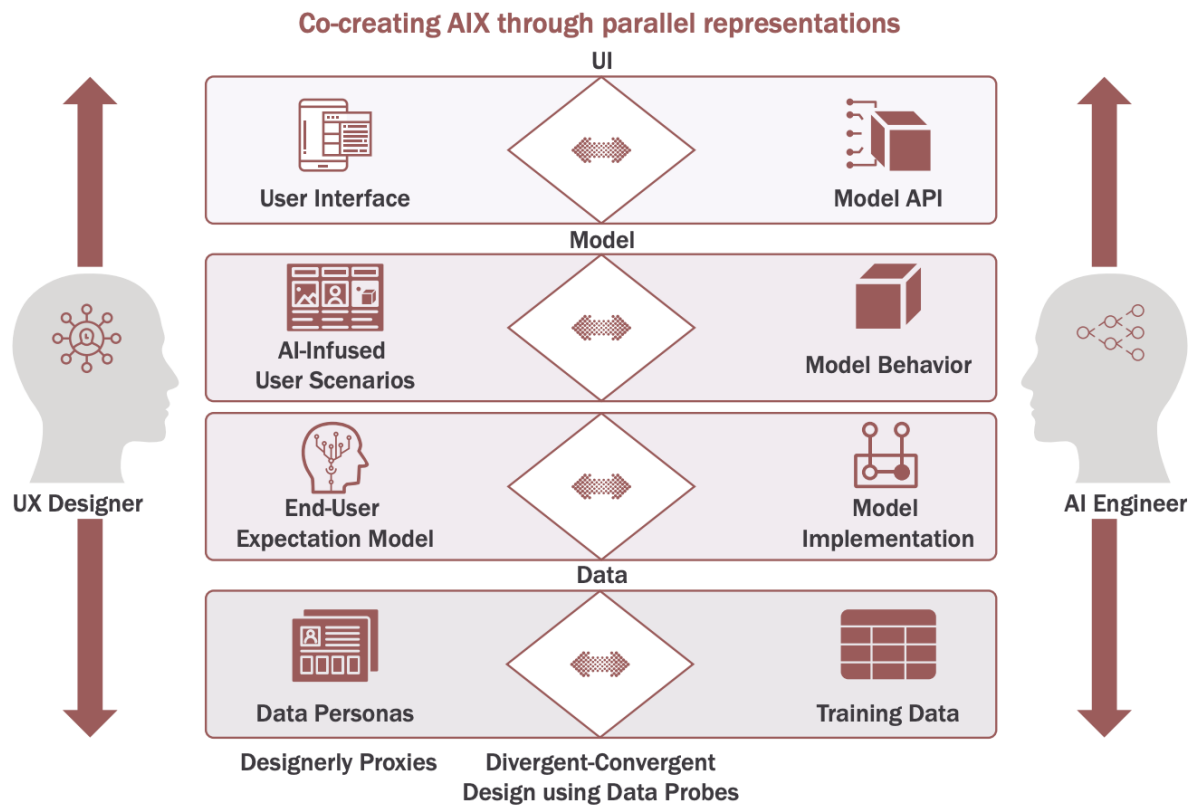 Co-creating AIX through parallel representations
UI
User Interface
Model API
Model
AI-Infused
User Scenarios
Model Behavior
UX Designer
AI Engineer
End-User
Expectation Model
Model
Implementation
Data
Data Personas
Training Data
Designerly Proxies
Divergent-Convergent
Design using Data Probes